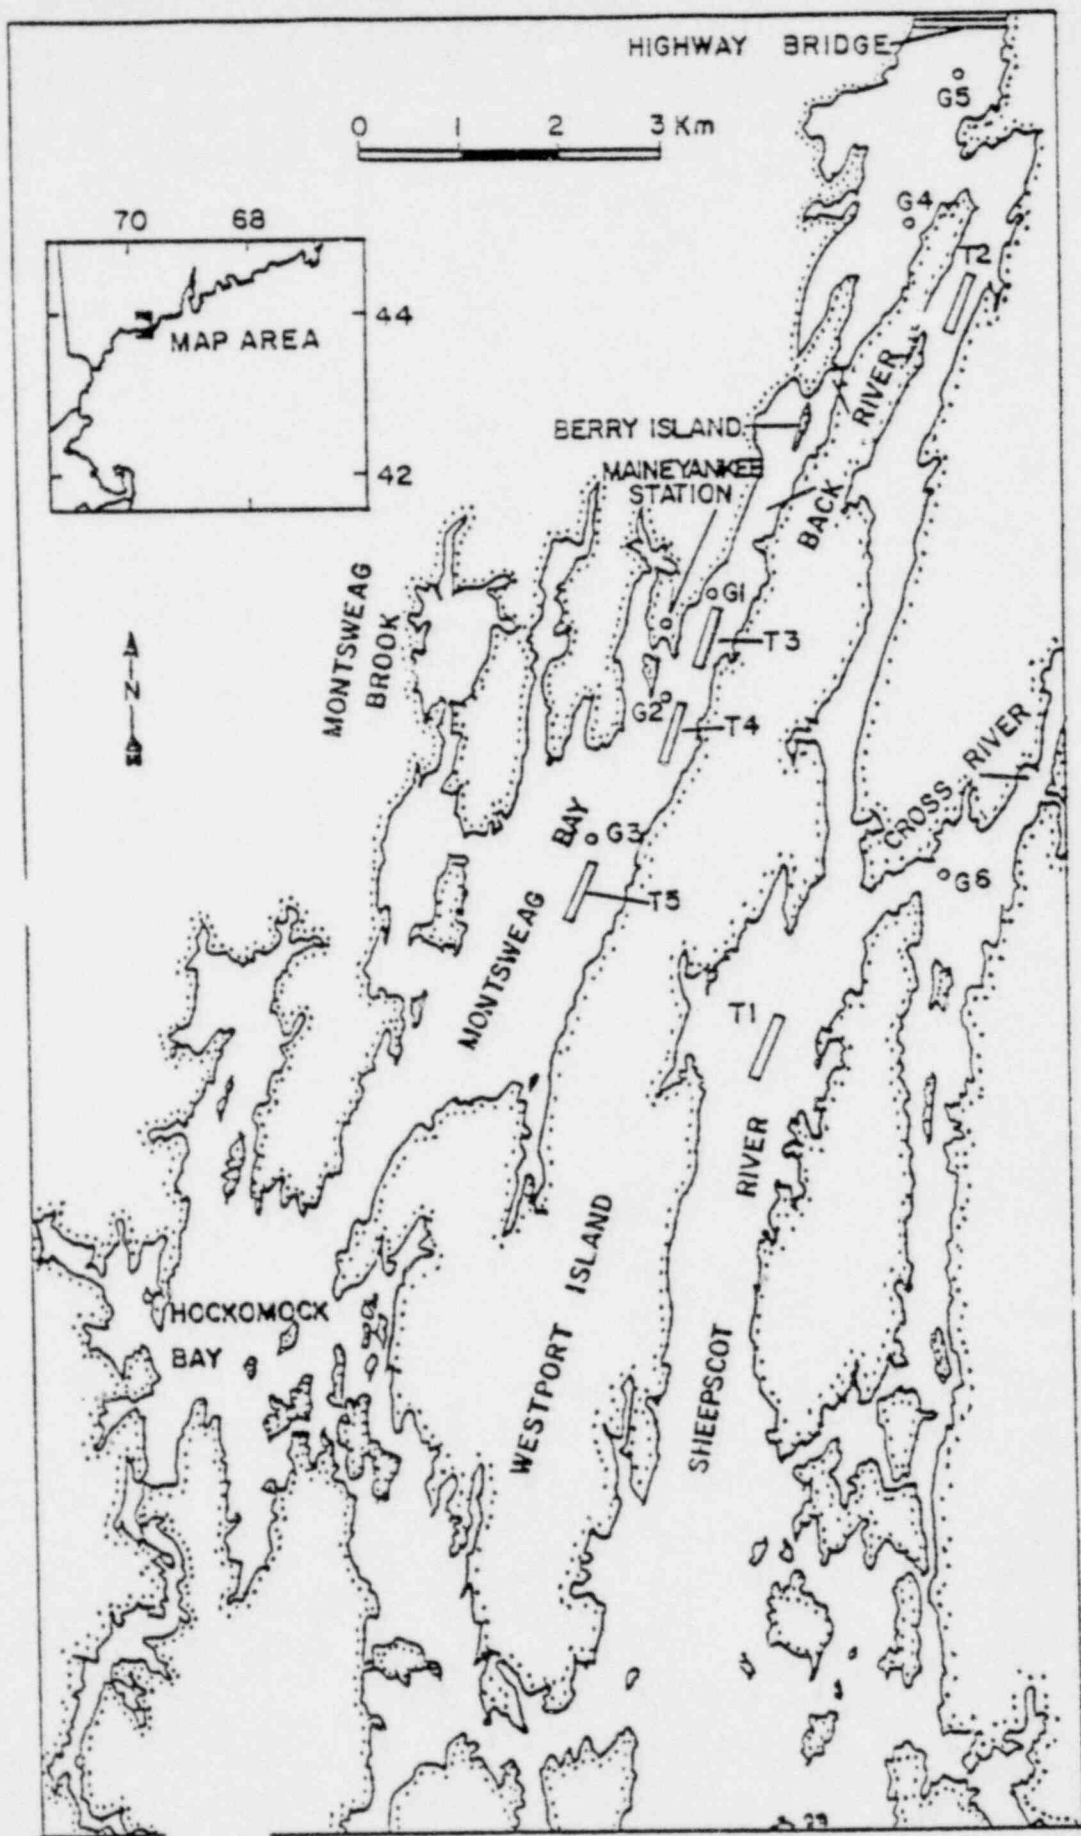 HIGHWAY BRIDGE
G5
0 1 2 3 Km
G4
70 68
T2
44
MAP AREA
RIVER
BERRY ISLAND
42
MAINEYANKEE
STATION
BACK
MONTSWEAG
BROOK
G1
N
T3
G2
T4
CROSS RIVER
BAY
G3
G6
T5
MONTSWEAG
T1
RIVER
WESTPORT ISLAND
HOCKOMOCK
BAY
SHEEPSCOT